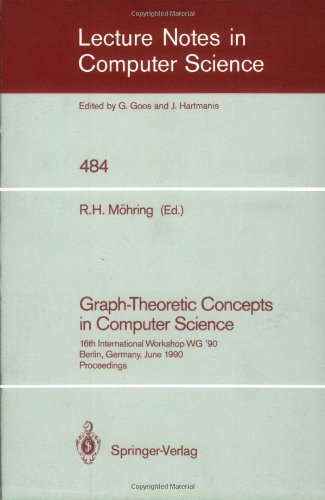 Lecture Notes in
Computer Science
Edited by G. Goos and J. Hartmanis
484
R.H. Möhring (Ed.)
Graph-Theoretic Concepts
in Computer Science
16th International Workshop WG '90
Berlin, Germany, June 1990
Proceedings
Springer-Verlag